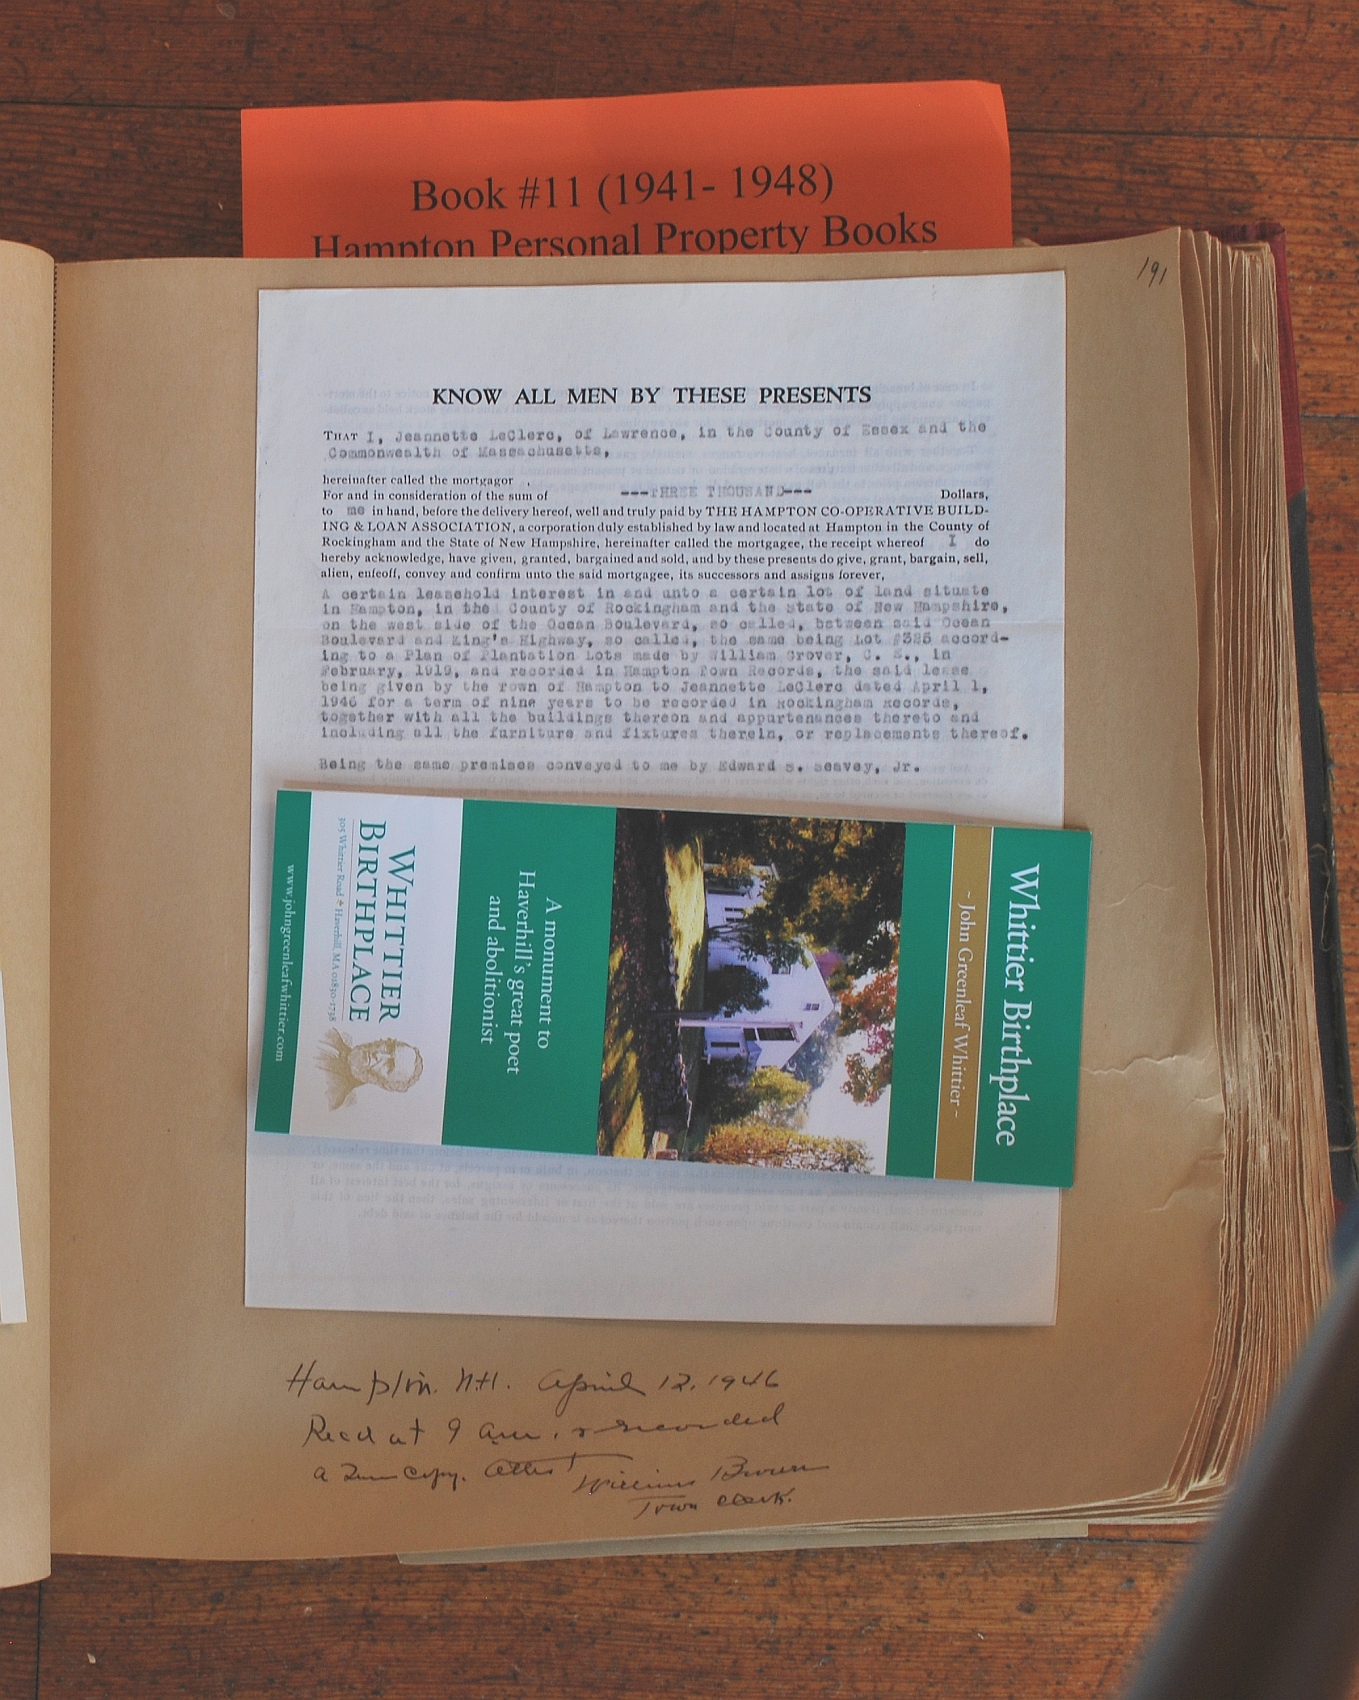 Book #11 (1941- 1948)
Hampton Personal Property Books
191
KNOW ALL MEN BY THESE PRESENTS
THAT I, Jeannette LeClerc, of Lawrence, in the County of Essex and the
Commonwealth of Massachusetts,
hereinafter called the mortgagor ,
For and in consideration of the sum of ---THREE THOUSAND--- Dollars,
to me in hand, before the delivery hereof, well and truly paid by THE HAMPTON CO-OPERATIVE BUILD-
ING & LOAN ASSOCIATION, a corporation duly established by law and located at Hampton in the County of
Rockingham and the State of New Hampshire, hereinafter called the mortgagee, the receipt whereof I do
hereby acknowledge, have given, granted, bargained and sold, and by these presents do give, grant, bargain, sell,
alien, enfeoff, convey and confirm unto the said mortgagee, its successors and assigns forever,
A certain leasehold interest in and unto a certain lot of land situate
in Hampton, in the County of Rockingham and the State of New Hampshire,
on the west side of the Ocean Boulevard, so called, between said Ocean
Boulevard and King's Highway, so called, the same being Lot #385 accord-
ing to a Plan of Plantation Lots made by William Grover, C. E., in
February, 1919, and recorded in Hampton Town Records, the said lease
being given by the Town of Hampton to Jeannette LeClerc dated April 1,
1946 for a term of nine years to be recorded in Rockingham Records,
together with all the buildings thereon and appurtenances thereto and
including all the furniture and fixtures therein, or replacements thereof.
Being the same premises conveyed to me by Edward S. Seavey, Jr.
Whittier Birthplace
~ John Greenleaf Whittier ~
A monument to
Haverhill's great poet
and abolitionist
WHITTIER
BIRTHPLACE
305 Whittier Road Haverhill, MA 01830-1738
www.johngreenleafwhittier.com
Hampton. N.H. April 12, 1946
Recd at 9 am, & recorded
a True Copy. Attest William Brown
Town Clerk.